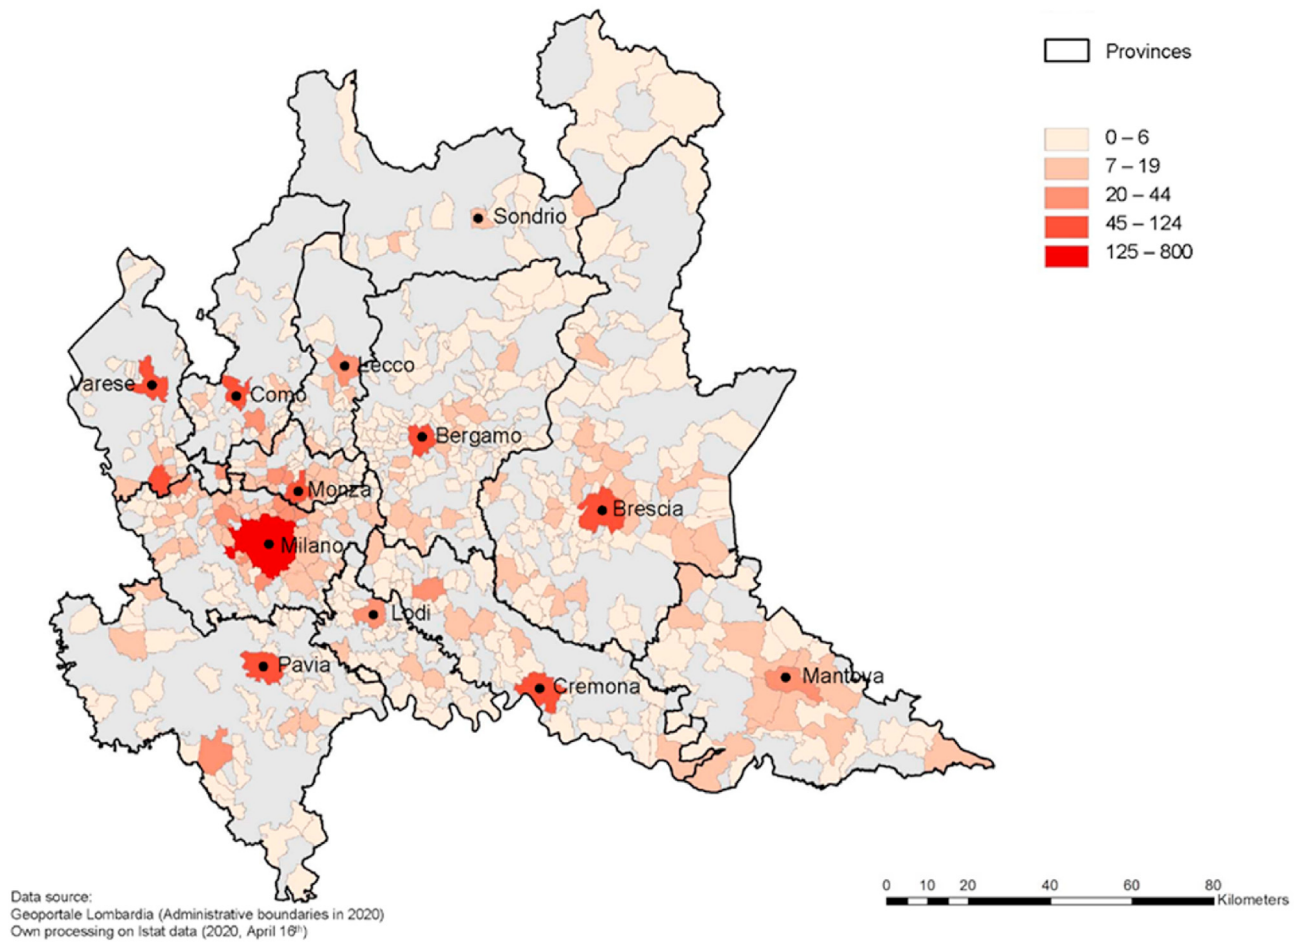 Provinces
0 – 6
7 – 19
20 – 44
45 – 124
125 – 800
Sondrio
Lecco
Varese
Como
Bergamo
Monza
Brescia
Milano
Lodi
Pavia
Cremona
Mantova
0 10 20 40 60 80
Kilometers
Data source:
Geoportale Lombardia (Administrative boundaries in 2020)
Own processing on Istat data (2020, April 16th)